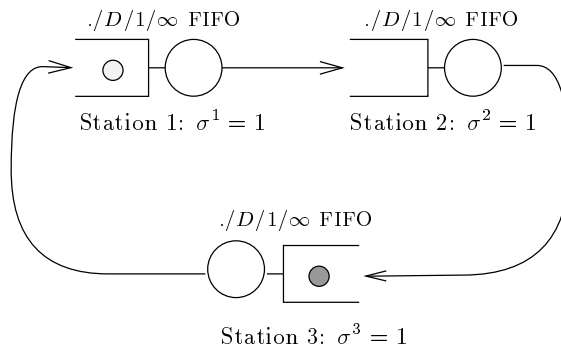 ./D/1/∞ FIFO
./D/1/∞ FIFO
Station 1: σ¹ = 1
Station 2: σ² = 1
./D/1/∞ FIFO
Station 3: σ³ = 1